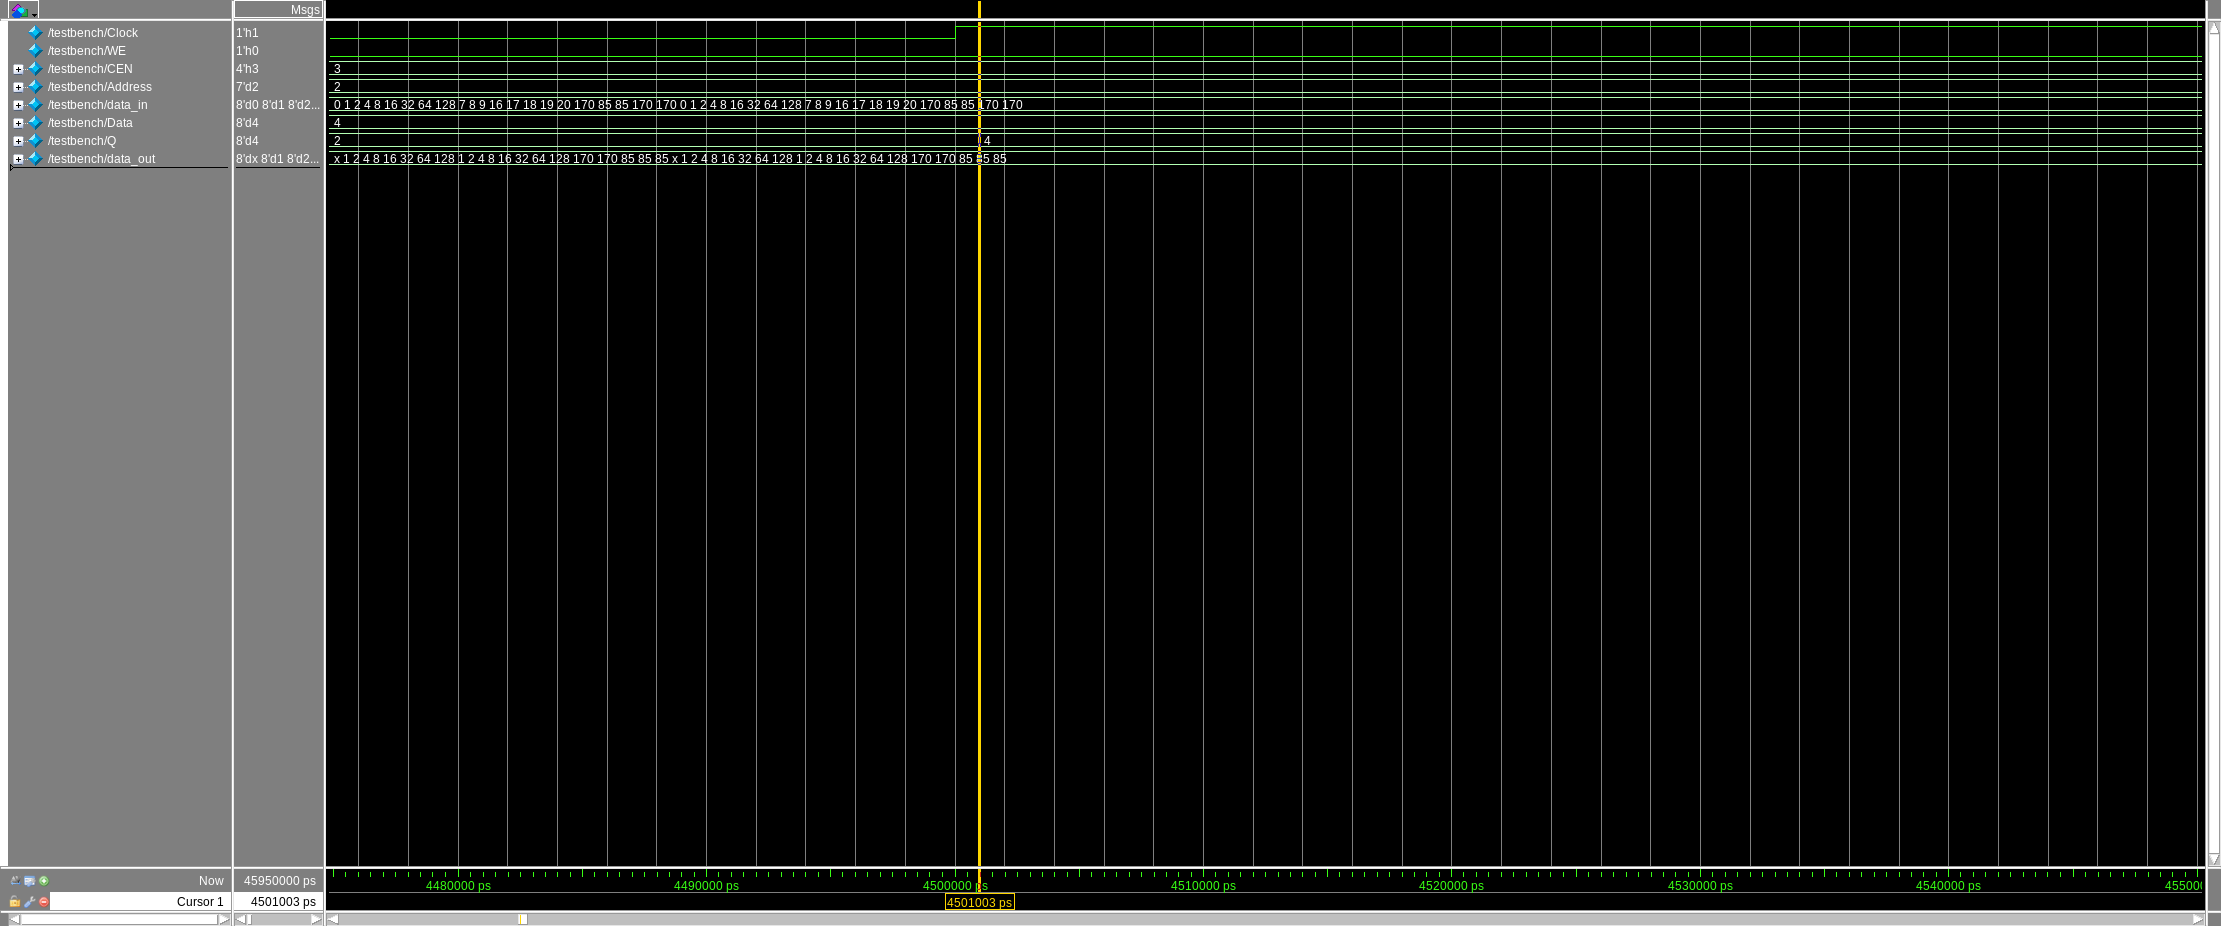 Msgs
/testbench/Clock 1'h1
/testbench/WE 1'h0
/testbench/CEN 4'h3 3
/testbench/Address 7'd2 2
/testbench/data_in 8'd0 8'd1 8'd2... 0 1 2 4 8 16 32 64 128 7 8 9 16 17 18 19 20 170 85 85 170 170 0 1 2 4 8 16 32 64 128 7 8 9 16 17 18 19 20 170 85 85 170 170
/testbench/Data 8'd4 4
/testbench/Q 8'd4 2 4
/testbench/data_out 8'dx 8'd1 8'd2... x 1 2 4 8 16 32 64 128 1 2 4 8 16 32 64 128 170 170 85 85 85 x 1 2 4 8 16 32 64 128 1 2 4 8 16 32 64 128 170 170 85 85 85
Now 45950000 ps 4480000 ps 4490000 ps 4500000 ps 4510000 ps 4520000 ps 4530000 ps 4540000 ps 455000
Cursor 1 4501003 ps 4501003 ps